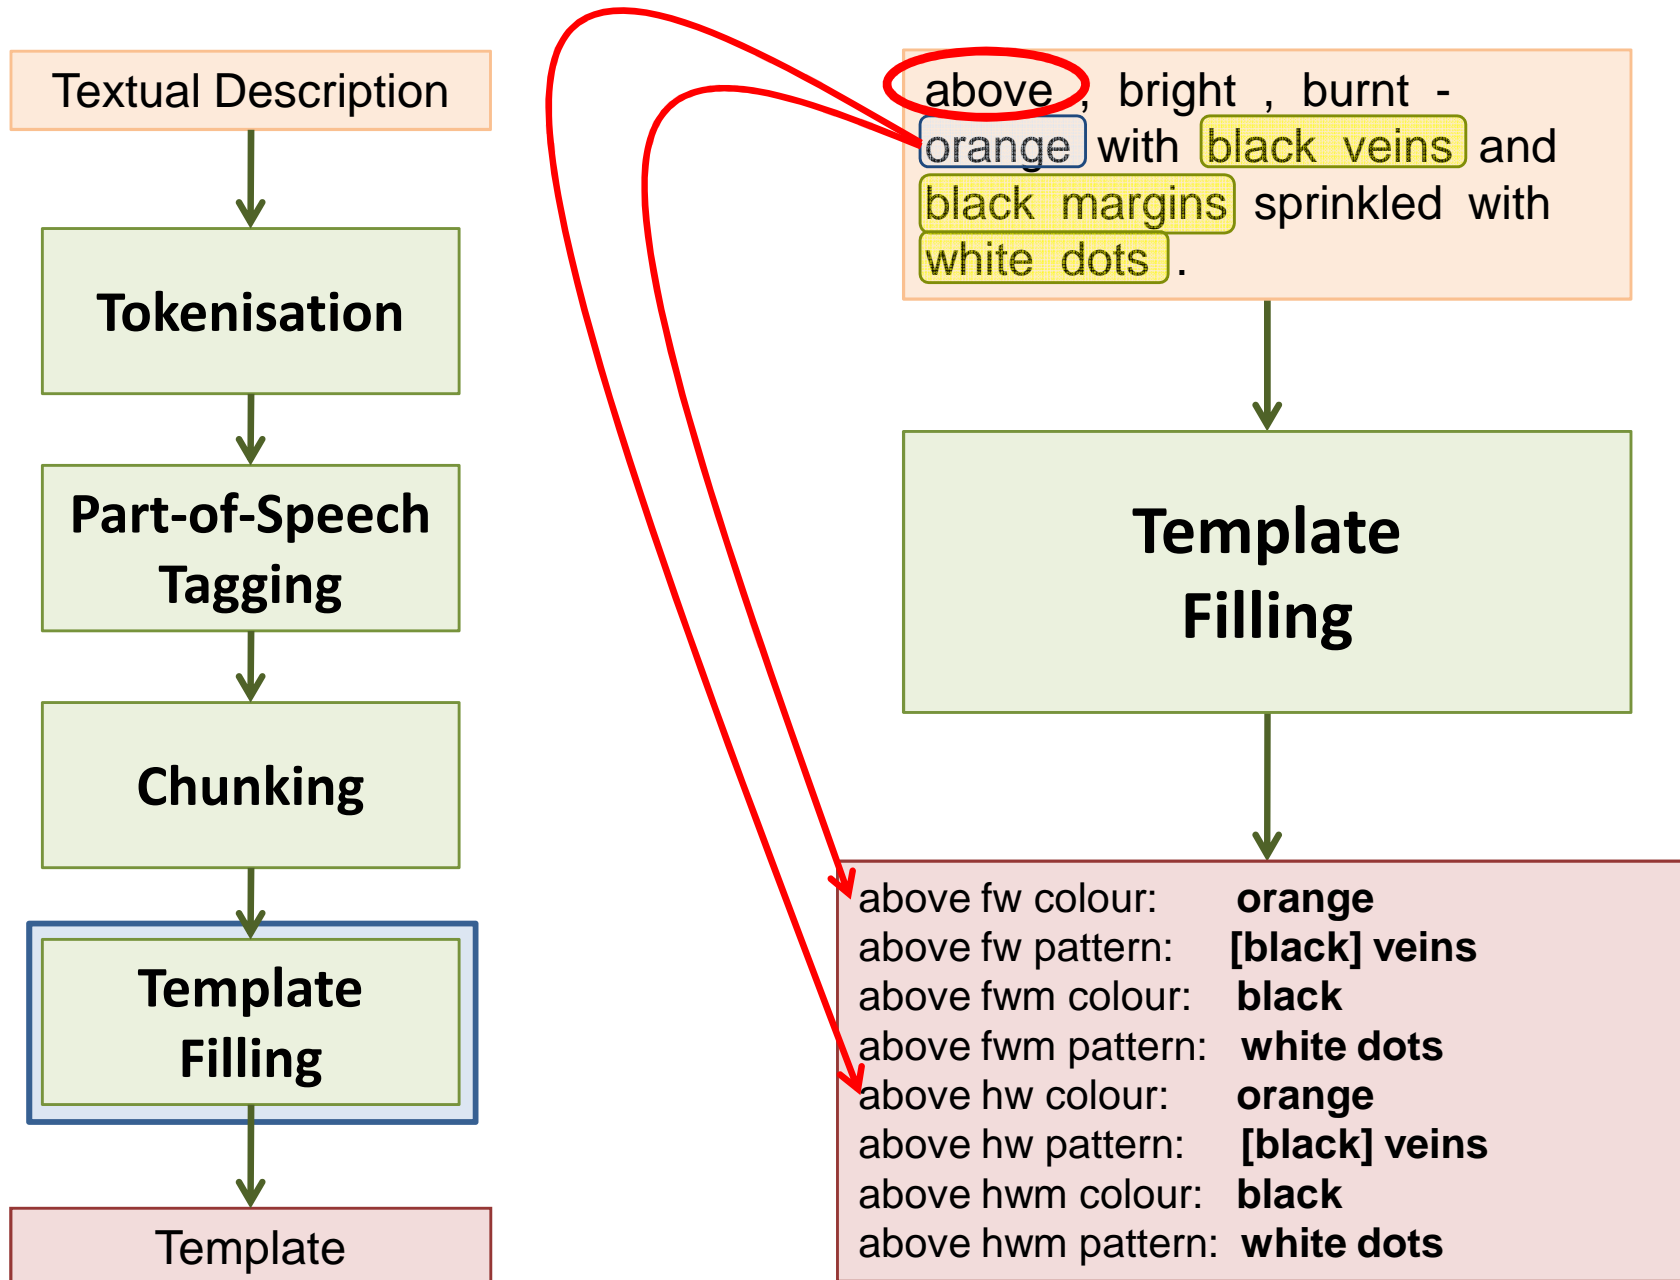 Textual Description
Tokenisation
Part-of-Speech
Tagging
Chunking
Template
Filling
Template
above , bright , burnt -
orange with black veins and
black margins sprinkled with
white dots .
Template
Filling
above fw colour: orange
above fw pattern: [black] veins
above fwm colour: black
above fwm pattern: white dots
above hw colour: orange
above hw pattern: [black] veins
above hwm colour: black
above hwm pattern: white dots